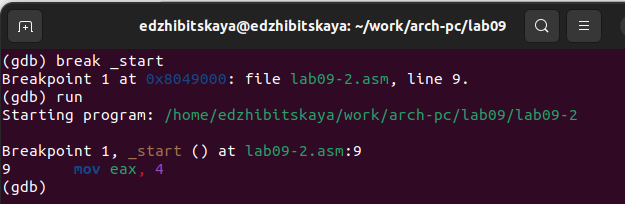 edzhibitskaya@edzhibitskaya: ~/work/arch-pc/lab09
(gdb) break _start
Breakpoint 1 at 0x8049000: file lab09-2.asm, line 9.
(gdb) run
Starting program: /home/edzhibitskaya/work/arch-pc/lab09/lab09-2
Breakpoint 1, _start () at lab09-2.asm:9
9       mov eax, 4
(gdb)